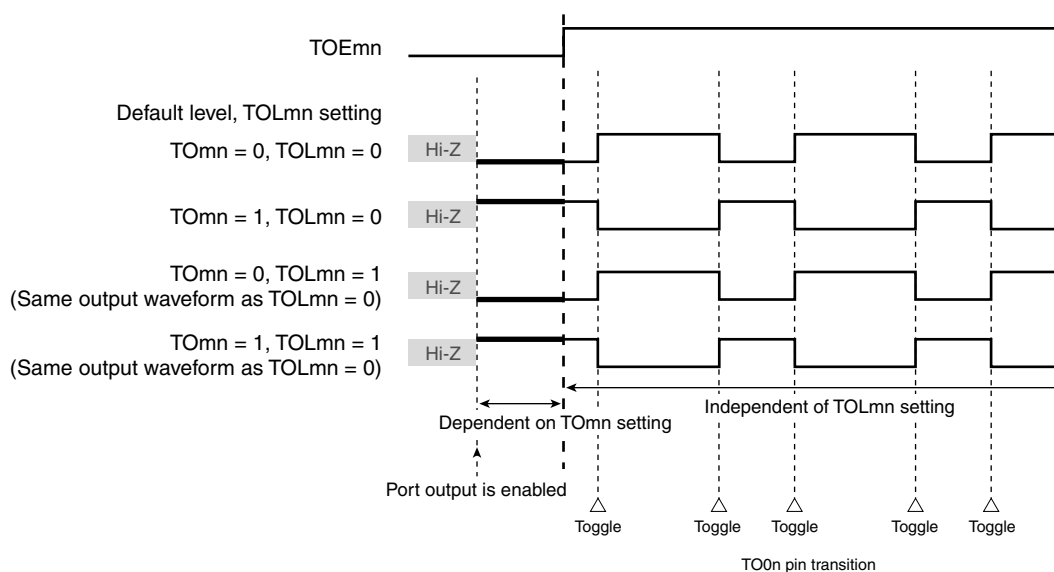 TOEmn
Default level, TOLmn setting
TOmn = 0, TOLmn = 0
Hi-Z
TOmn = 1, TOLmn = 0
Hi-Z
TOmn = 0, TOLmn = 1
(Same output waveform as TOLmn = 0)
Hi-Z
TOmn = 1, TOLmn = 1
(Same output waveform as TOLmn = 0)
Hi-Z
Independent of TOLmn setting
Dependent on TOmn setting
Port output is enabled
Toggle Toggle Toggle Toggle Toggle
TO0n pin transition